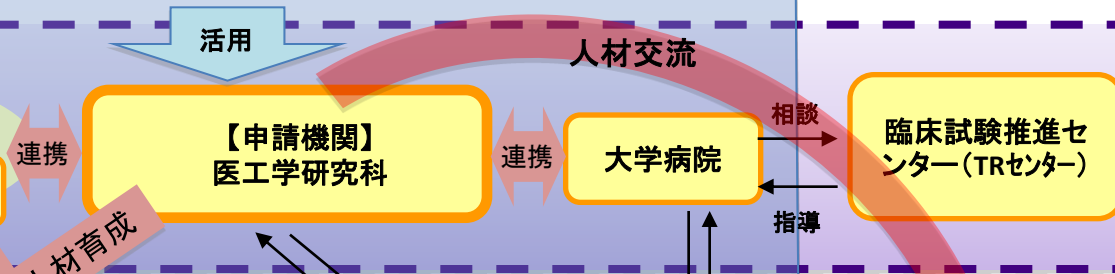 活用
人材交流
連携
【申請機関】
医工学研究科
連携
大学病院
相談
指導
臨床試験推進セ
ンター（TRセンター）
人材育成